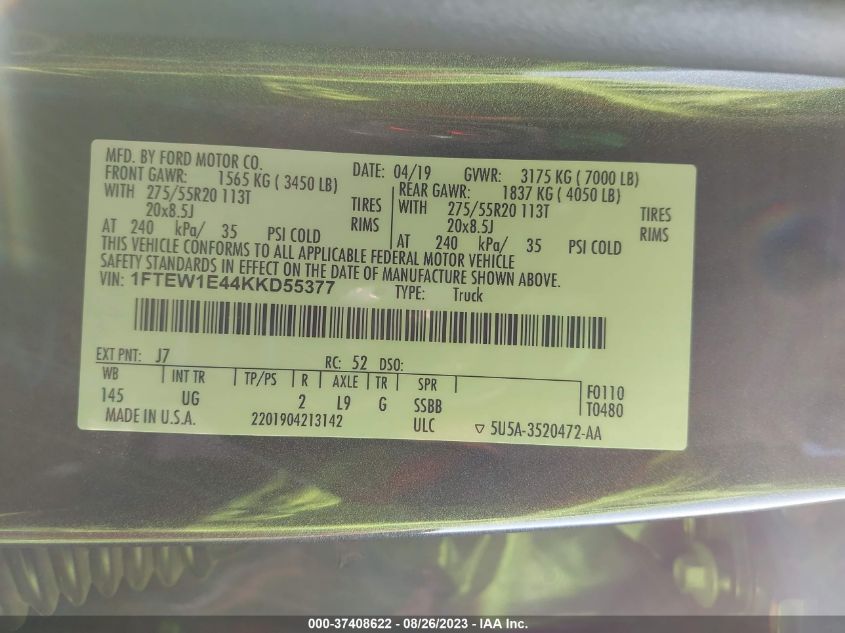 MFD. BY FORD MOTOR CO. DATE: 04/19 GVWR: 3175 KG ( 7000 LB)
FRONT GAWR: 1565 KG ( 3450 LB) REAR GAWR: 1837 KG ( 4050 LB)
WITH 275/55R20 113T TIRES WITH 275/55R20 113T TIRES
20x8.5J RIMS 20x8.5J RIMS
AT 240 kPa/ 35 PSI COLD AT 240 kPa/ 35 PSI COLD
THIS VEHICLE CONFORMS TO ALL APPLICABLE FEDERAL MOTOR VEHICLE
SAFETY STANDARDS IN EFFECT ON THE DATE OF MANUFACTURE SHOWN ABOVE.
VIN: 1FTEW1E44KKD55377 TYPE: Truck
EXT PNT: J7 RC: 52 DSO:
WB INT TR TP/PS R AXLE TR SPR F0110
145 UG 2 L9 G SSBB T0480
MADE IN U.S.A. 2201904213142 ULC ▽ 5U5A-3520472-AA
000-37408622 - 08/26/2023 - IAA Inc.